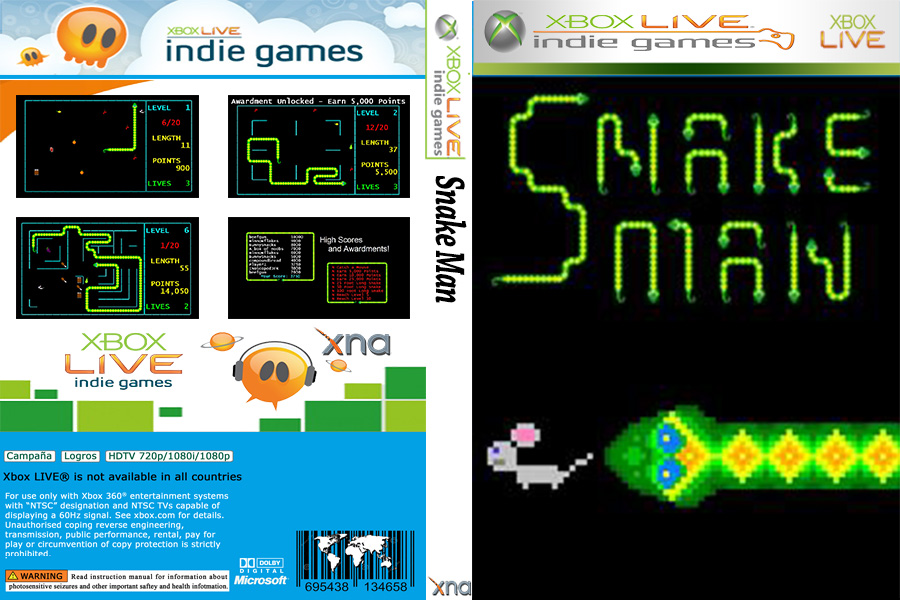 XBOX LIVE
indie games
LEVEL 1
6/20
LENGTH
11
POINTS
900
LIVES 3
Awardment Unlocked - Earn 5,000 Points
LEVEL 2
12/20
LENGTH
37
POINTS
5,500
LIVES 3
LEVEL 6
1/20
LENGTH
55
POINTS
14,050
LIVES 2
High Scores
and Awardments!
XBOX
LIVE
indie games
xna
Campaña Logros HDTV 720p/1080i/1080p
Xbox LIVE® is not available in all countries
For use only with Xbox 360® entertainment systems
with "NTSC" designation and NTSC TVs capable of
displaying a 60Hz signal. See xbox.com for details.
Unauthorised coping reverse engineering,
transmission, public performance, rental, pay for
play or circumvention of copy protection is strictly
prohibited.
WARNING Read instruction manual for information about
photosensitive seizures and other important saftey and health infotmation.
DOLBY
DIGITAL
Microsoft
695438 134658
XBOX LIVE
indie games
Snake Man
xna
XBOX LIVE
indie games
XBOX
LIVE
SNAKE
MAN